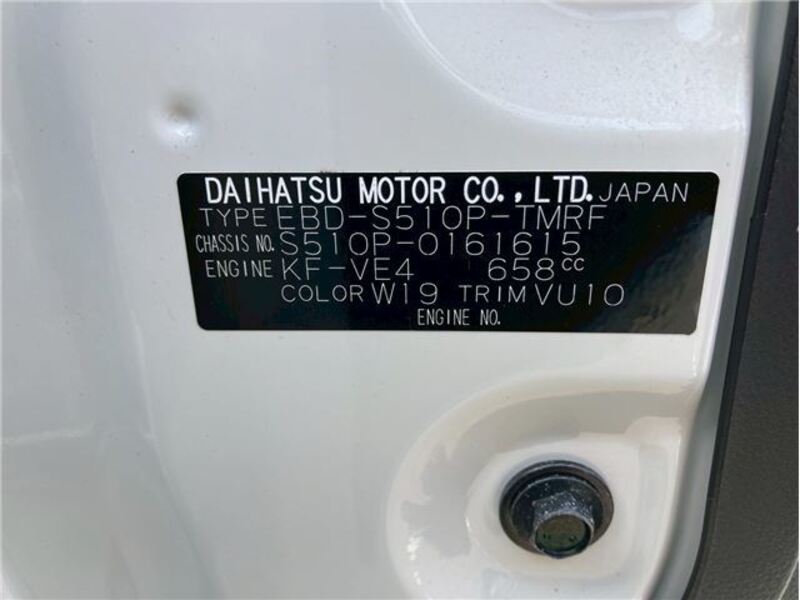 DAIHATSU MOTOR CO., LTD. JAPAN
TYPE EBD-S510P-TMRF
CHASSIS NO. S510P-0161615
ENGINE KF-VE4 658cc
COLOR W19 TRIM VU10
ENGINE NO.